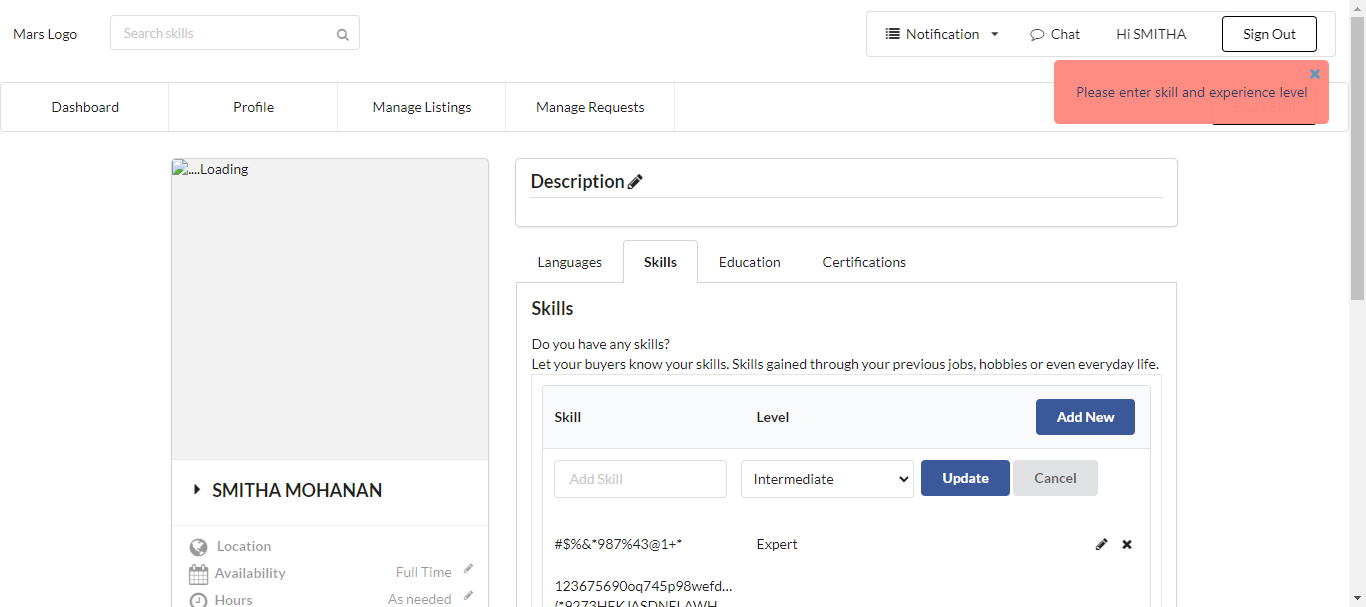 Mars Logo
Search skills
Notification
Chat
Hi SMITHA
Sign Out
Please enter skill and experience level
Dashboard
Profile
Manage Listings
Manage Requests
....Loading
Description
Languages
Skills
Education
Certifications
Skills
Do you have any skills?
Let your buyers know your skills. Skills gained through your previous jobs, hobbies or even everyday life.
Skill
Level
Add New
Add Skill
Intermediate
Update
Cancel
#$%&*987%43@1+*
Expert
123675690oq745p98wefd...
SMITHA MOHANAN
Location
Availability
Full Time
Hours
As needed